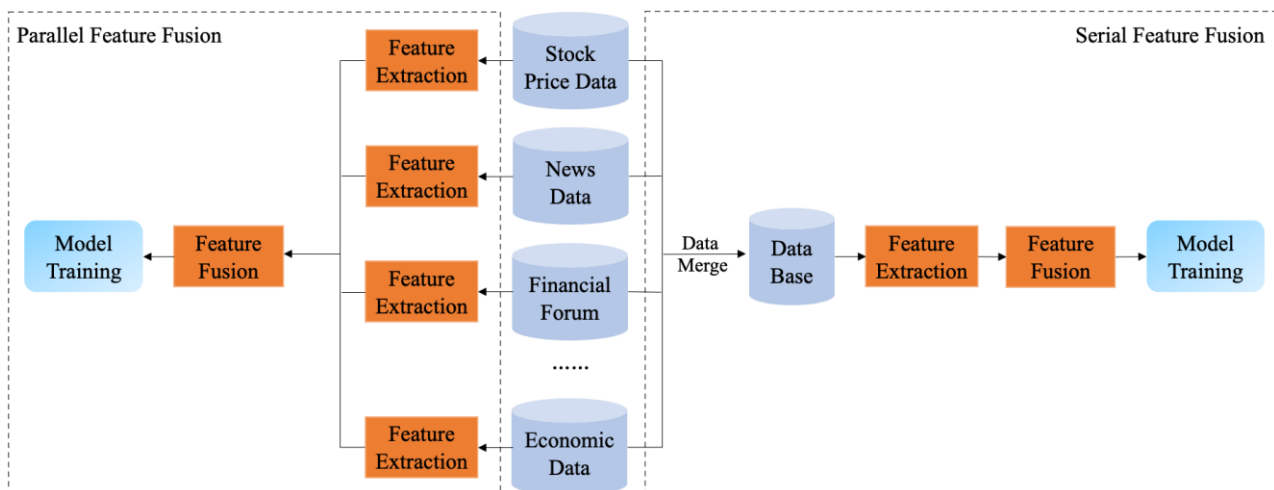 Parallel Feature Fusion
Serial Feature Fusion
Feature
Extraction
Stock
Price Data
Feature
Extraction
News
Data
Model
Training
Feature
Fusion
Feature
Extraction
Financial
Forum
Data
Merge
Data
Base
Feature
Extraction
Feature
Fusion
Model
Training
......
Feature
Extraction
Economic
Data